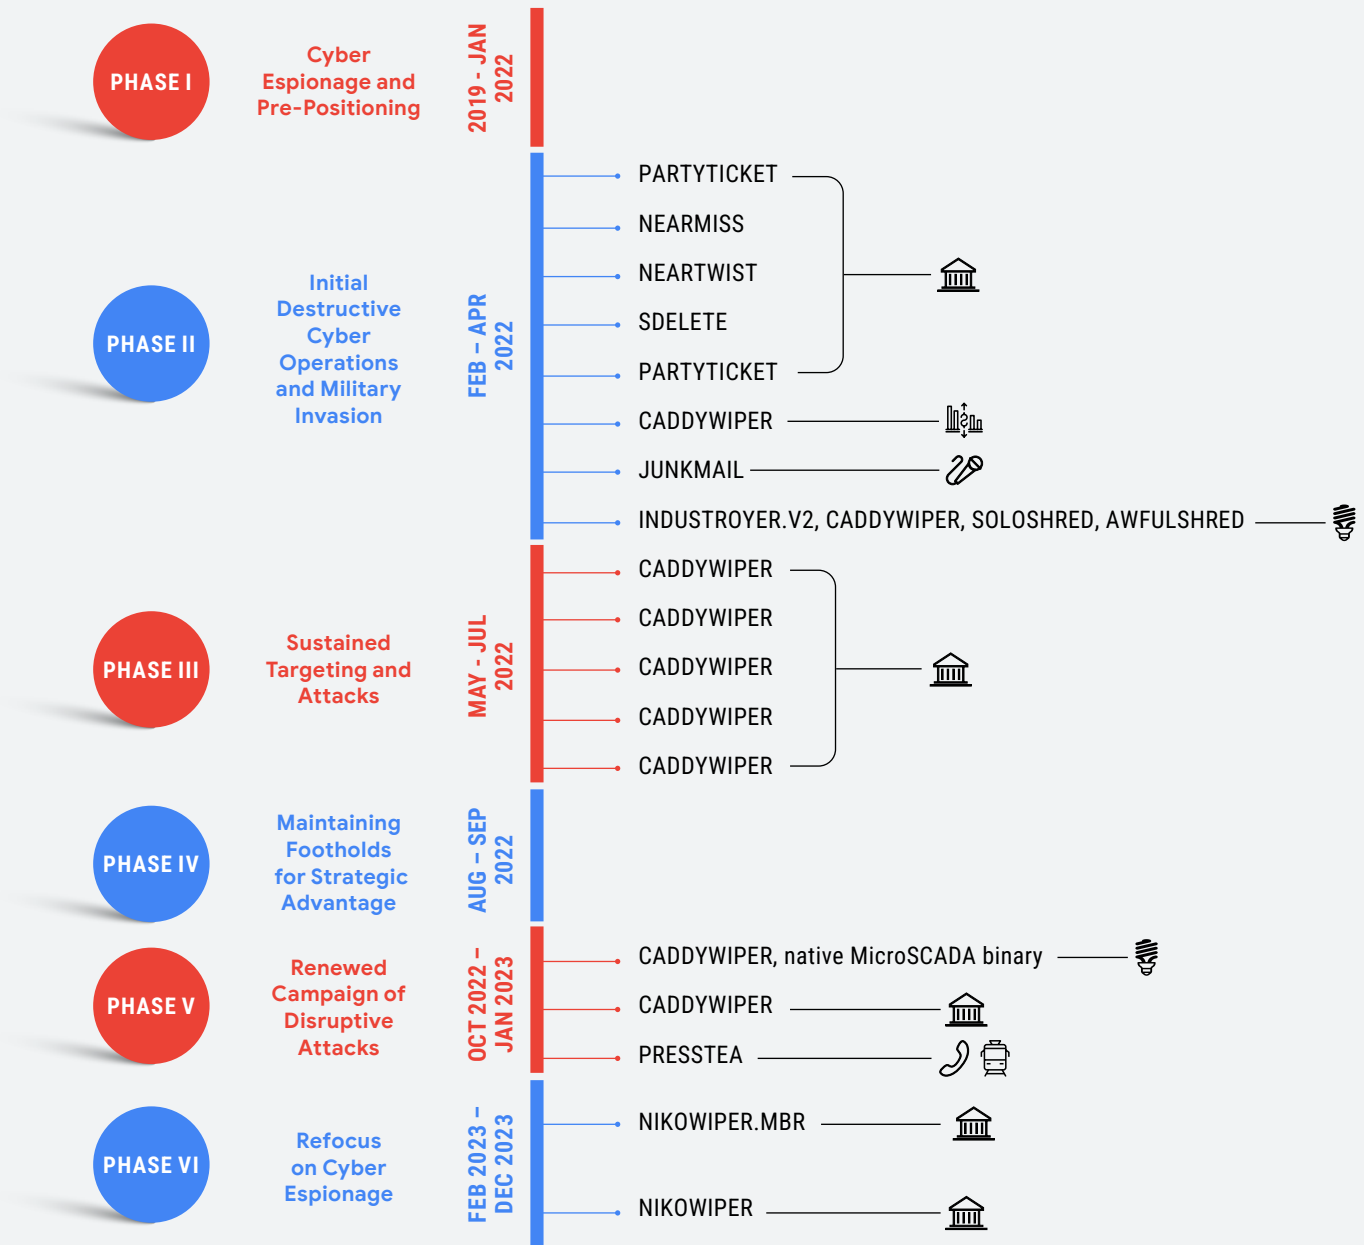 PHASE I
Cyber
Espionage and
Pre-Positioning
2019 - JAN
2022
PHASE II
Initial
Destructive
Cyber
Operations
and Military
Invasion
FEB – APR
2022
PARTYTICKET
NEARMISS
NEARTWIST
SDELETE
PARTYTICKET
CADDYWIPER
JUNKMAIL
INDUSTROYER.V2, CADDYWIPER, SOLOSHRED, AWFULSHRED
PHASE III
Sustained
Targeting and
Attacks
MAY - JUL
2022
CADDYWIPER
CADDYWIPER
CADDYWIPER
CADDYWIPER
CADDYWIPER
PHASE IV
Maintaining
Footholds
for Strategic
Advantage
AUG – SEP
2022
PHASE V
Renewed
Campaign of
Disruptive
Attacks
OCT 2022 –
JAN 2023
CADDYWIPER, native MicroSCADA binary
CADDYWIPER
PRESSTEA
PHASE VI
Refocus
on Cyber
Espionage
FEB 2023 –
DEC 2023
NIKOWIPER.MBR
NIKOWIPER